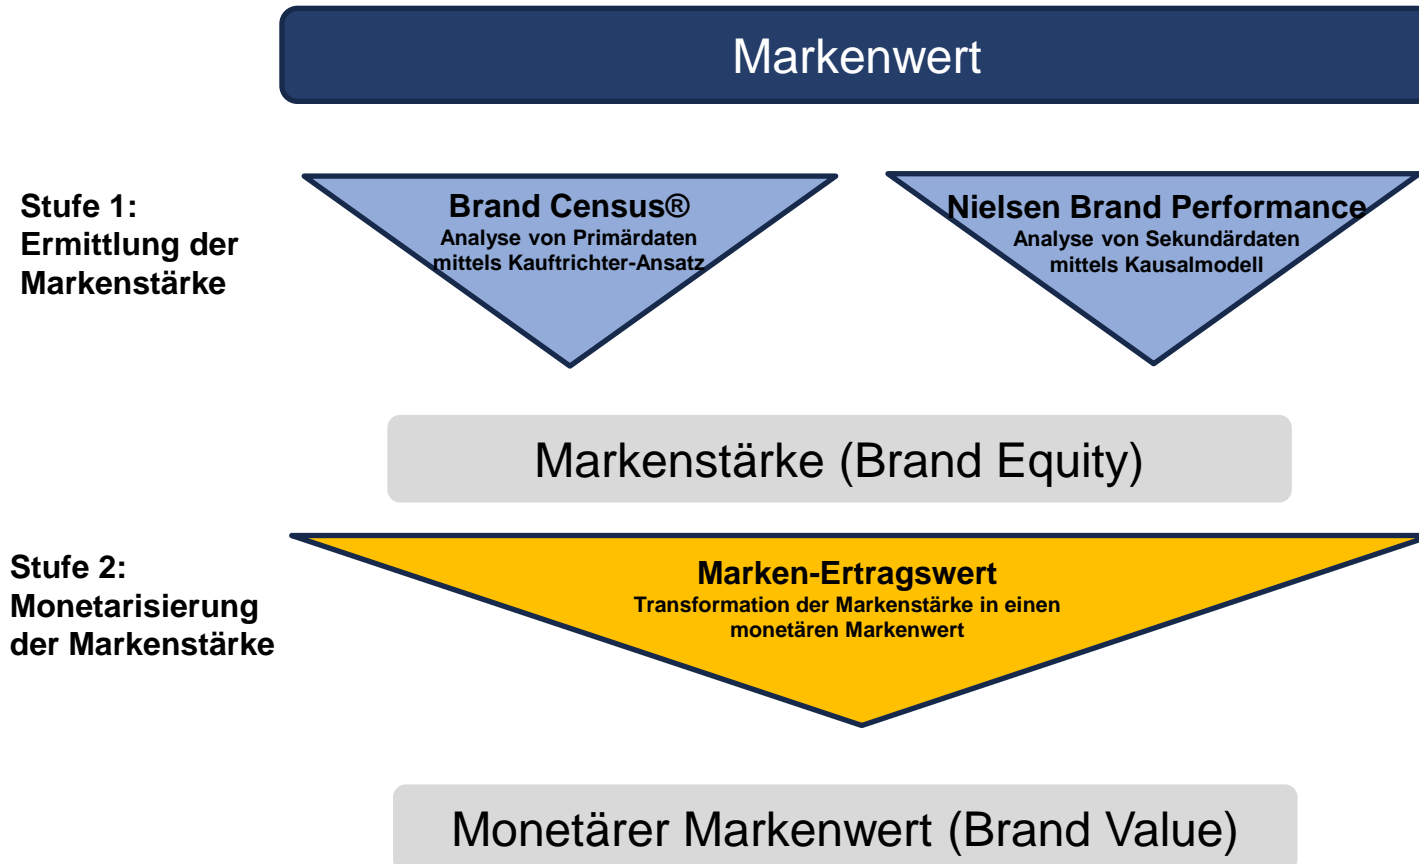 Markenwert
Stufe 1:
Ermittlung der
Markenstärke
Brand Census®
Analyse von Primärdaten
mittels Kauftrichter-Ansatz
Nielsen Brand Performance
Analyse von Sekundärdaten
mittels Kausalmodell
Markenstärke (Brand Equity)
Stufe 2:
Monetarisierung
der Markenstärke
Marken-Ertragswert
Transformation der Markenstärke in einen
monetären Markenwert
Monetärer Markenwert (Brand Value)